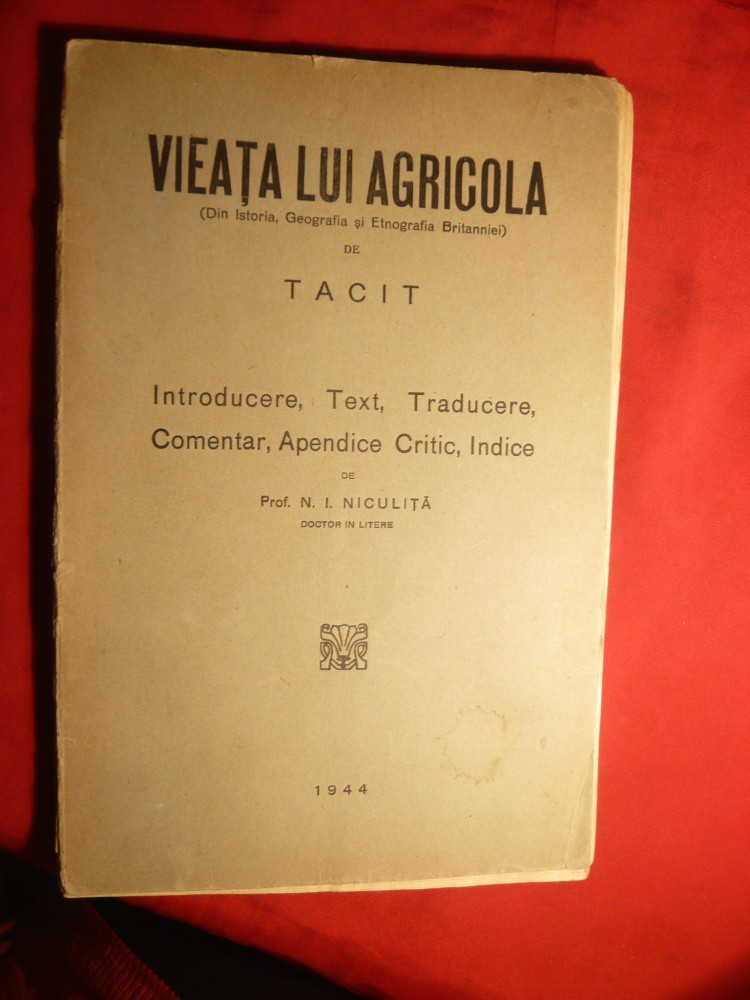 VIEAȚA LUI AGRICOLA
(Din Istoria, Geografia și Etnografia Britanniei)
DE
TACIT
Introducere, Text, Traducere,
Comentar, Apendice Critic, Indice
DE
Prof. N. I. NICULIȚĂ
DOCTOR IN LITERE
1944